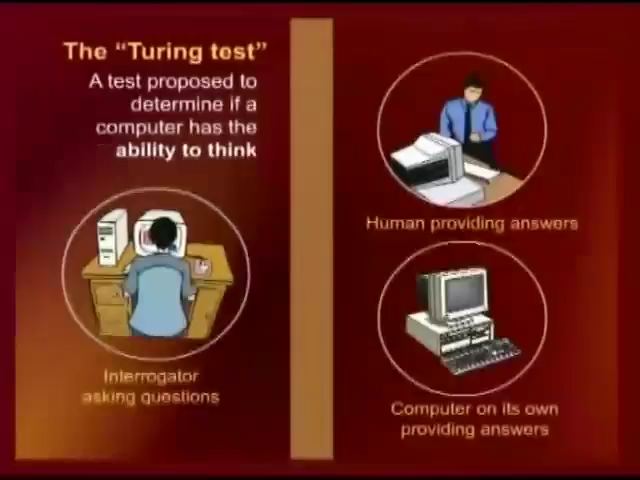 The “Turing test”
A test proposed to
determine if a
computer has the
ability to think
Interrogator
asking questions
Human providing answers
Computer on its own
providing answers